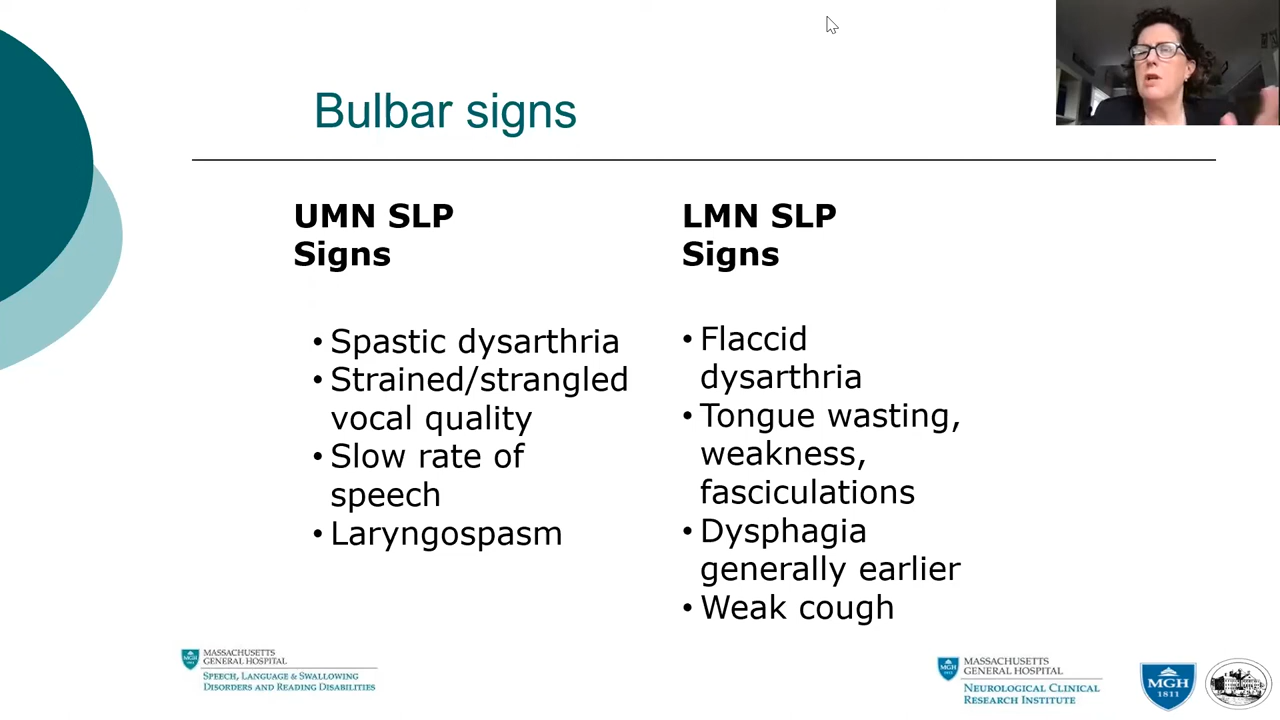 Bulbar signs
UMN SLP
Signs
• Spastic dysarthria
• Strained/strangled
vocal quality
• Slow rate of
speech
• Laryngospasm
LMN SLP
Signs
• Flaccid
dysarthria
• Tongue wasting,
weakness,
fasciculations
• Dysphagia
generally earlier
• Weak cough
MGH
MASSACHUSETTS
GENERAL HOSPITAL
SPEECH, LANGUAGE & SWALLOWING
DISORDERS AND READING DISABILITIES
MGH
MASSACHUSETTS
GENERAL HOSPITAL
NEUROLOGICAL CLINICAL
RESEARCH INSTITUTE
MGH
1811